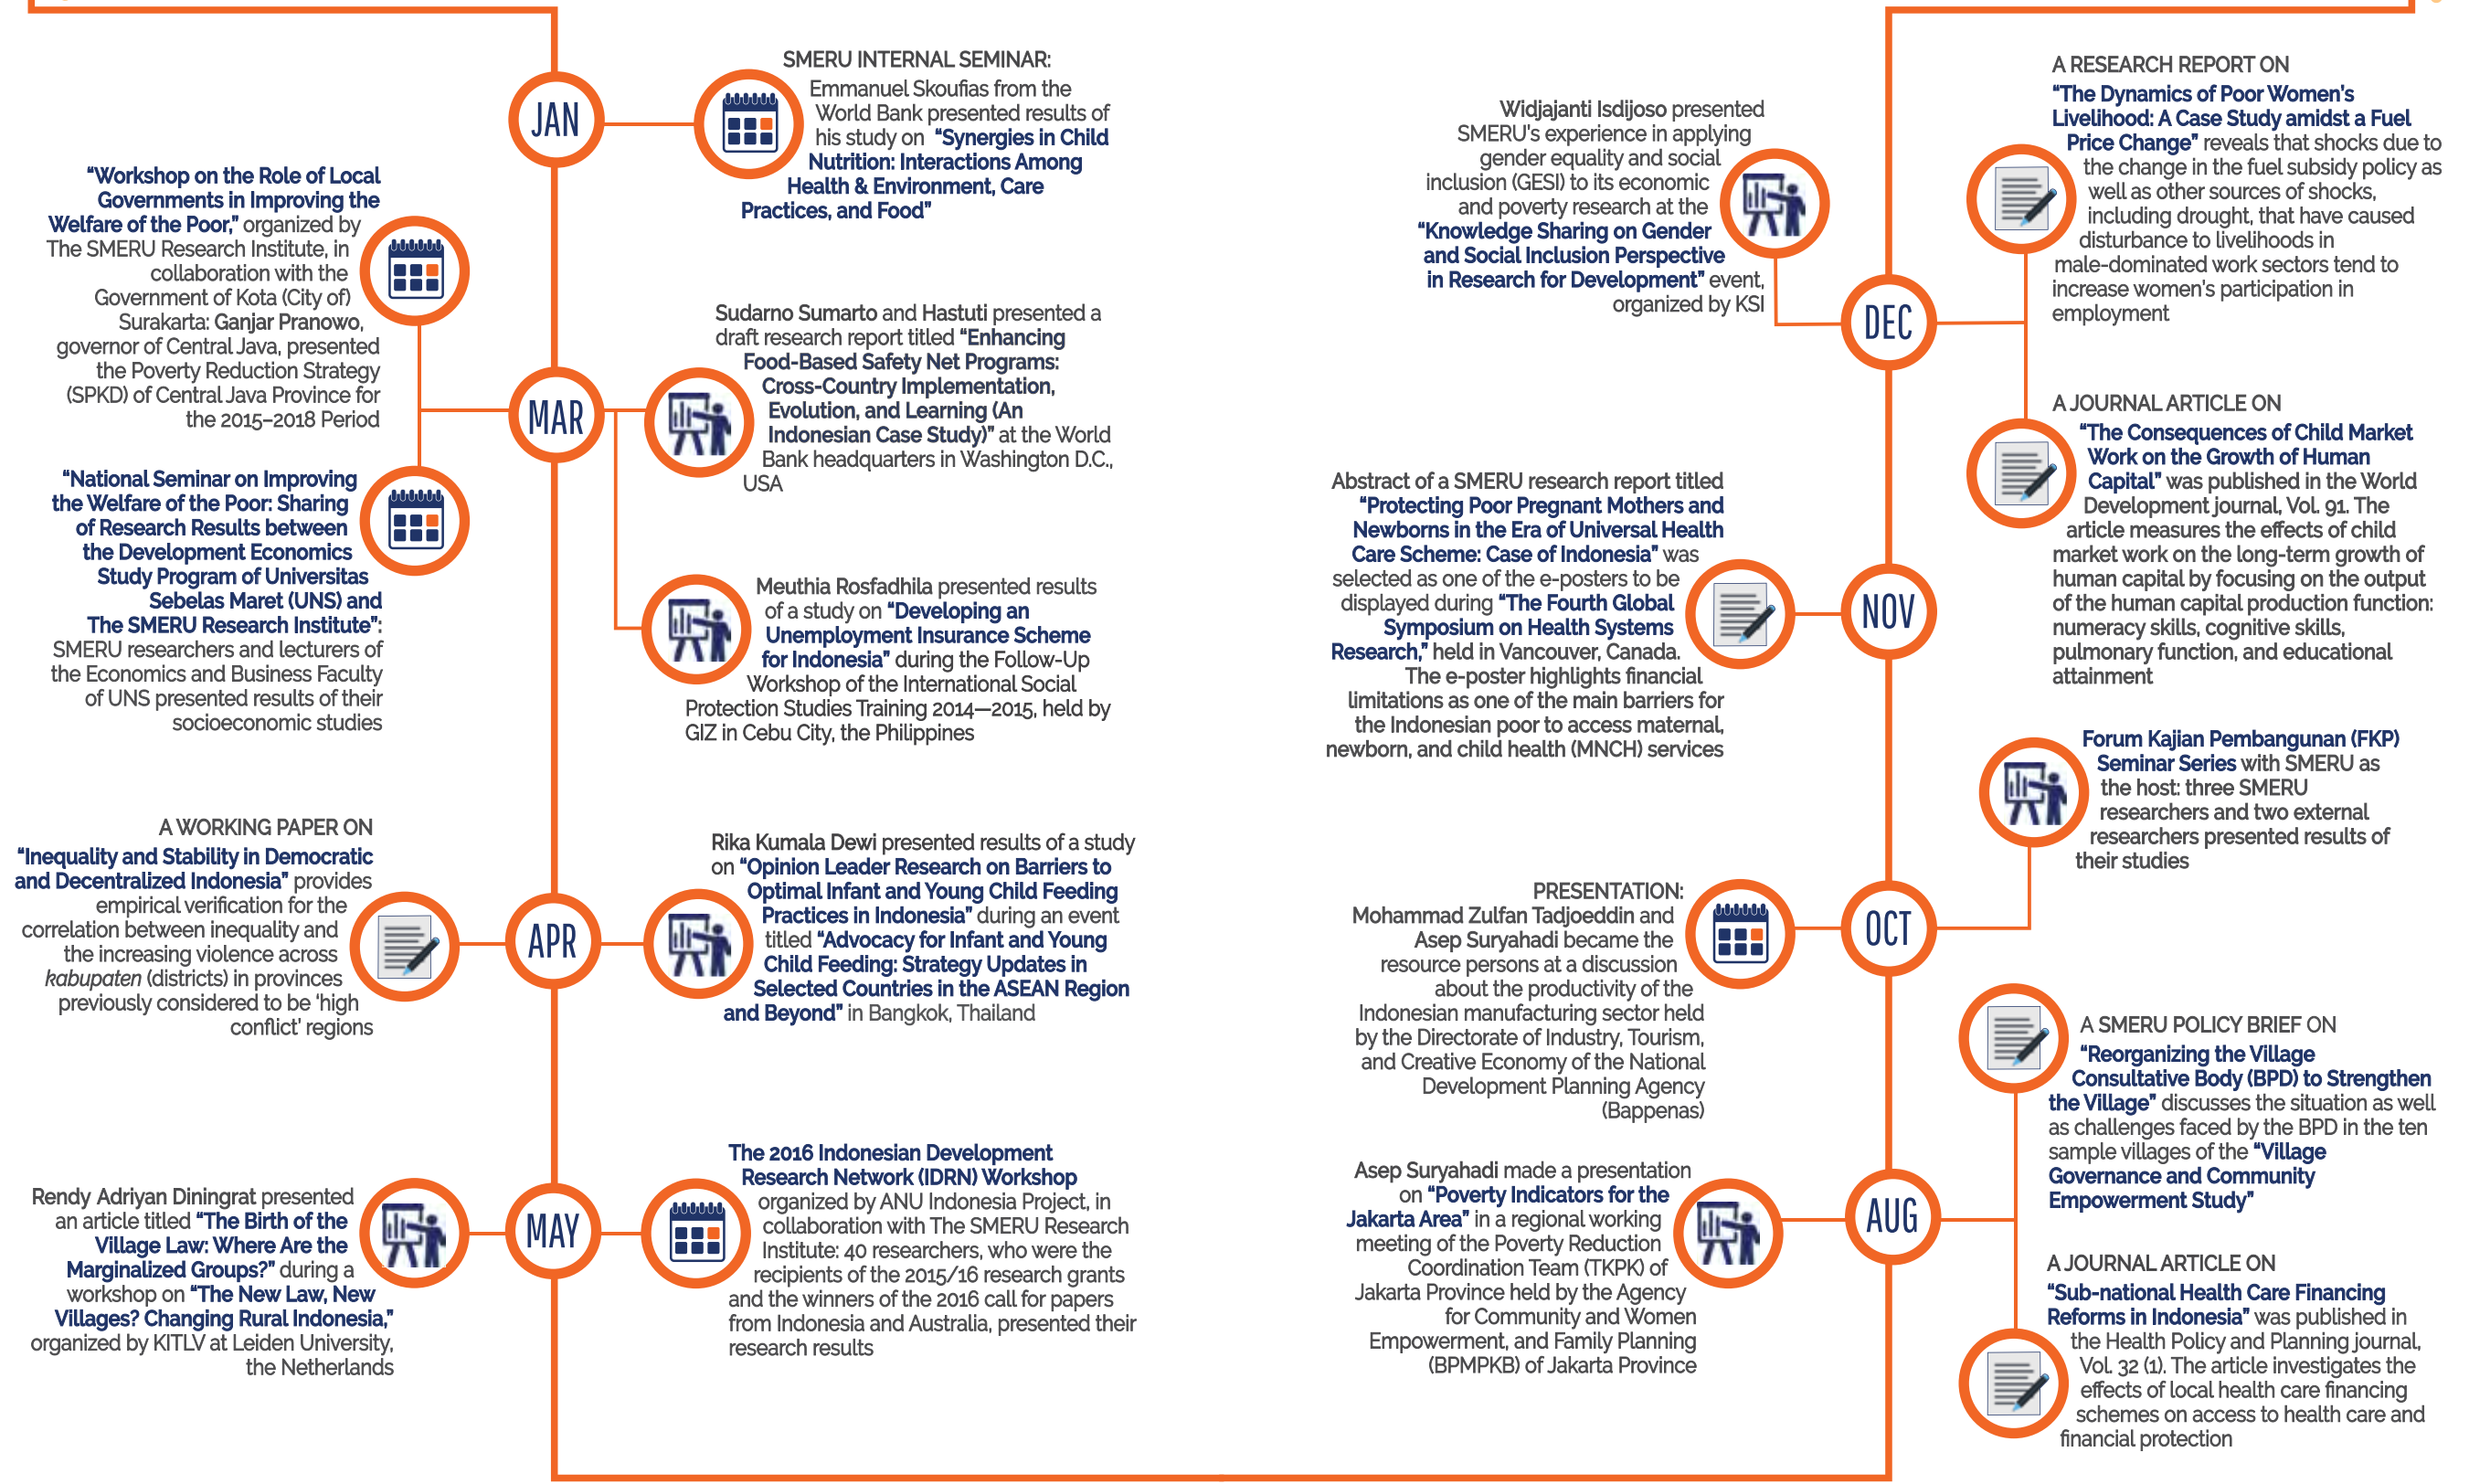 JAN
SMERU INTERNAL SEMINAR:
Emmanuel Skoufias from the
World Bank presented results of
his study on “Synergies in Child
Nutrition: Interactions Among
Health & Environment, Care
Practices, and Food”
“Workshop on the Role of Local
Governments in Improving the
Welfare of the Poor,” organized by
The SMERU Research Institute, in
collaboration with the
Government of Kota (City of)
Surakarta: Ganjar Pranowo,
governor of Central Java, presented
the Poverty Reduction Strategy
(SPKD) of Central Java Province for
the 2015–2018 Period
MAR
Sudarno Sumarto and Hastuti presented a
draft research report titled “Enhancing
Food-Based Safety Net Programs:
Cross-Country Implementation,
Evolution, and Learning (An
Indonesian Case Study)” at the World
Bank headquarters in Washington D.C.,
USA
“National Seminar on Improving
the Welfare of the Poor: Sharing
of Research Results between
the Development Economics
Study Program of Universitas
Sebelas Maret (UNS) and
The SMERU Research Institute”:
SMERU researchers and lecturers of
the Economics and Business Faculty
of UNS presented results of their
socioeconomic studies
Meuthia Rosfadhila presented results
of a study on “Developing an
Unemployment Insurance Scheme
for Indonesia” during the Follow-Up
Workshop of the International Social
Protection Studies Training 2014—2015, held by
GIZ in Cebu City, the Philippines
A WORKING PAPER ON
“Inequality and Stability in Democratic
and Decentralized Indonesia” provides
empirical verification for the
correlation between inequality and
the increasing violence across
kabupaten (districts) in provinces
previously considered to be ‘high
conflict’ regions
APR
Rika Kumala Dewi presented results of a study
on “Opinion Leader Research on Barriers to
Optimal Infant and Young Child Feeding
Practices in Indonesia” during an event
titled “Advocacy for Infant and Young
Child Feeding: Strategy Updates in
Selected Countries in the ASEAN Region
and Beyond” in Bangkok, Thailand
Rendy Adriyan Diningrat presented
an article titled “The Birth of the
Village Law: Where Are the
Marginalized Groups?” during a
workshop on “The New Law, New
Villages? Changing Rural Indonesia,”
organized by KITLV at Leiden University,
the Netherlands
MAY
The 2016 Indonesian Development
Research Network (IDRN) Workshop
organized by ANU Indonesia Project, in
collaboration with The SMERU Research
Institute: 40 researchers, who were the
recipients of the 2015/16 research grants
and the winners of the 2016 call for papers
from Indonesia and Australia, presented their
research results
Widjajanti Isdijoso presented
SMERU’s experience in applying
gender equality and social
inclusion (GESI) to its economic
and poverty research at the
“Knowledge Sharing on Gender
and Social Inclusion Perspective
in Research for Development” event,
organized by KSI
DEC
A RESEARCH REPORT ON
“The Dynamics of Poor Women’s
Livelihood: A Case Study amidst a Fuel
Price Change” reveals that shocks due to
the change in the fuel subsidy policy as
well as other sources of shocks,
including drought, that have caused
disturbance to livelihoods in
male-dominated work sectors tend to
increase women’s participation in
employment
A JOURNAL ARTICLE ON
“The Consequences of Child Market
Work on the Growth of Human
Capital” was published in the World
Development journal, Vol. 91. The
article measures the effects of child
market work on the long-term growth of
human capital by focusing on the output
of the human capital production function:
numeracy skills, cognitive skills,
pulmonary function, and educational
attainment
Abstract of a SMERU research report titled
“Protecting Poor Pregnant Mothers and
Newborns in the Era of Universal Health
Care Scheme: Case of Indonesia” was
selected as one of the e-posters to be
displayed during “The Fourth Global
Symposium on Health Systems
Research,” held in Vancouver, Canada.
The e-poster highlights financial
limitations as one of the main barriers for
the Indonesian poor to access maternal,
newborn, and child health (MNCH) services
NOV
Forum Kajian Pembangunan (FKP)
Seminar Series with SMERU as
the host: three SMERU
researchers and two external
researchers presented results of
their studies
PRESENTATION:
Mohammad Zulfan Tadjoeddin and
Asep Suryahadi became the
resource persons at a discussion
about the productivity of the
Indonesian manufacturing sector held
by the Directorate of Industry, Tourism,
and Creative Economy of the National
Development Planning Agency
(Bappenas)
OCT
A SMERU POLICY BRIEF ON
“Reorganizing the Village
Consultative Body (BPD) to Strengthen
the Village” discusses the situation as well
as challenges faced by the BPD in the ten
sample villages of the “Village
Governance and Community
Empowerment Study”
Asep Suryahadi made a presentation
on “Poverty Indicators for the
Jakarta Area” in a regional working
meeting of the Poverty Reduction
Coordination Team (TKPK) of
Jakarta Province held by the Agency
for Community and Women
Empowerment, and Family Planning
(BPMPKB) of Jakarta Province
AUG
A JOURNAL ARTICLE ON
“Sub-national Health Care Financing
Reforms in Indonesia” was published in
the Health Policy and Planning journal,
Vol. 32 (1). The article investigates the
effects of local health care financing
schemes on access to health care and
financial protection